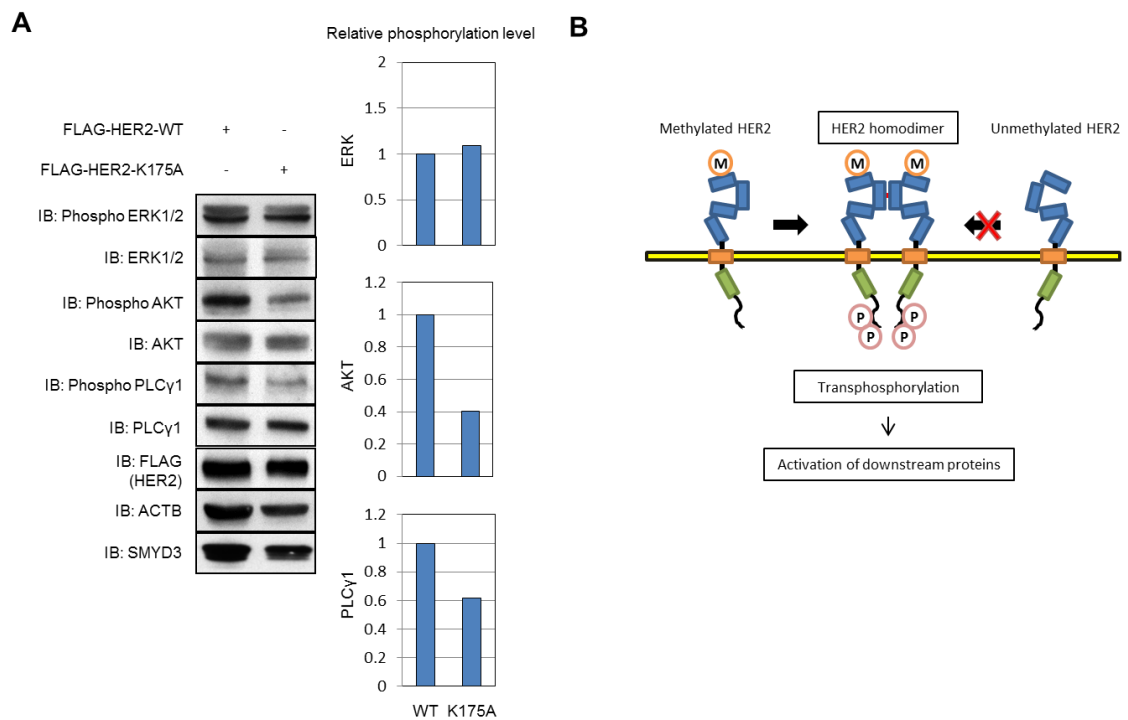 A
Relative phosphorylation level
FLAG-HER2-WT + -
FLAG-HER2-K175A - +
IB: Phospho ERK1/2
IB: ERK1/2
IB: Phospho AKT
IB: AKT
IB: Phospho PLCγ1
IB: PLCγ1
IB: FLAG
(HER2)
IB: ACTB
IB: SMYD3
2
1.5
1
0.5
0
ERK
1.2
1
0.8
0.6
0.4
0.2
0
AKT
1.2
1
0.8
0.6
0.4
0.2
0
PLCγ1
WT K175A
B
Methylated HER2
HER2 homodimer
Unmethylated HER2
M
M
M
P
P
P
P
Transphosphorylation
Activation of downstream proteins